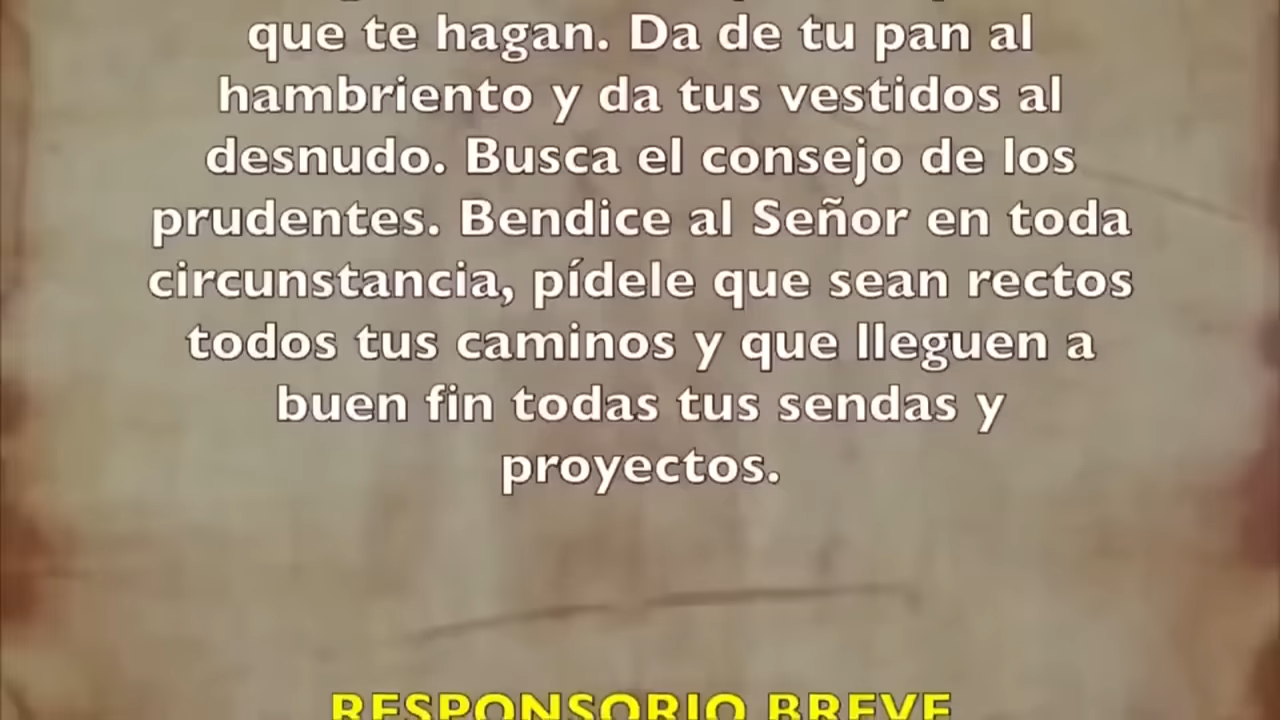 que te hagan. Da de tu pan al
hambriento y da tus vestidos al
desnudo. Busca el consejo de los
prudentes. Bendice al Señor en toda
circunstancia, pídele que sean rectos
todos tus caminos y que lleguen a
buen fin todas tus sendas y
proyectos.
RESPONSORIO BREVE